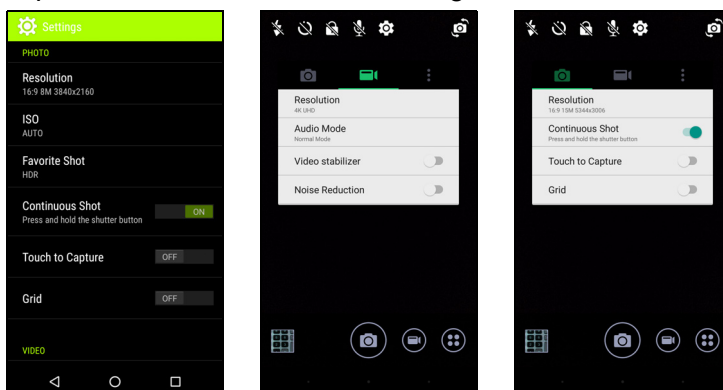 Settings
PHOTO
Resolution
16:9 8M 3840x2160
ISO
AUTO
Favorite Shot
HDR
Continuous Shot
Press and hold the shutter button
ON
Touch to Capture
OFF
Grid
OFF
VIDEO
Resolution
4K UHD
Audio Mode
Normal Mode
Video stabilizer
Noise Reduction
Resolution
16:9 15M 5344x3006
Continuous Shot
Press and hold the shutter button
Touch to Capture
Grid